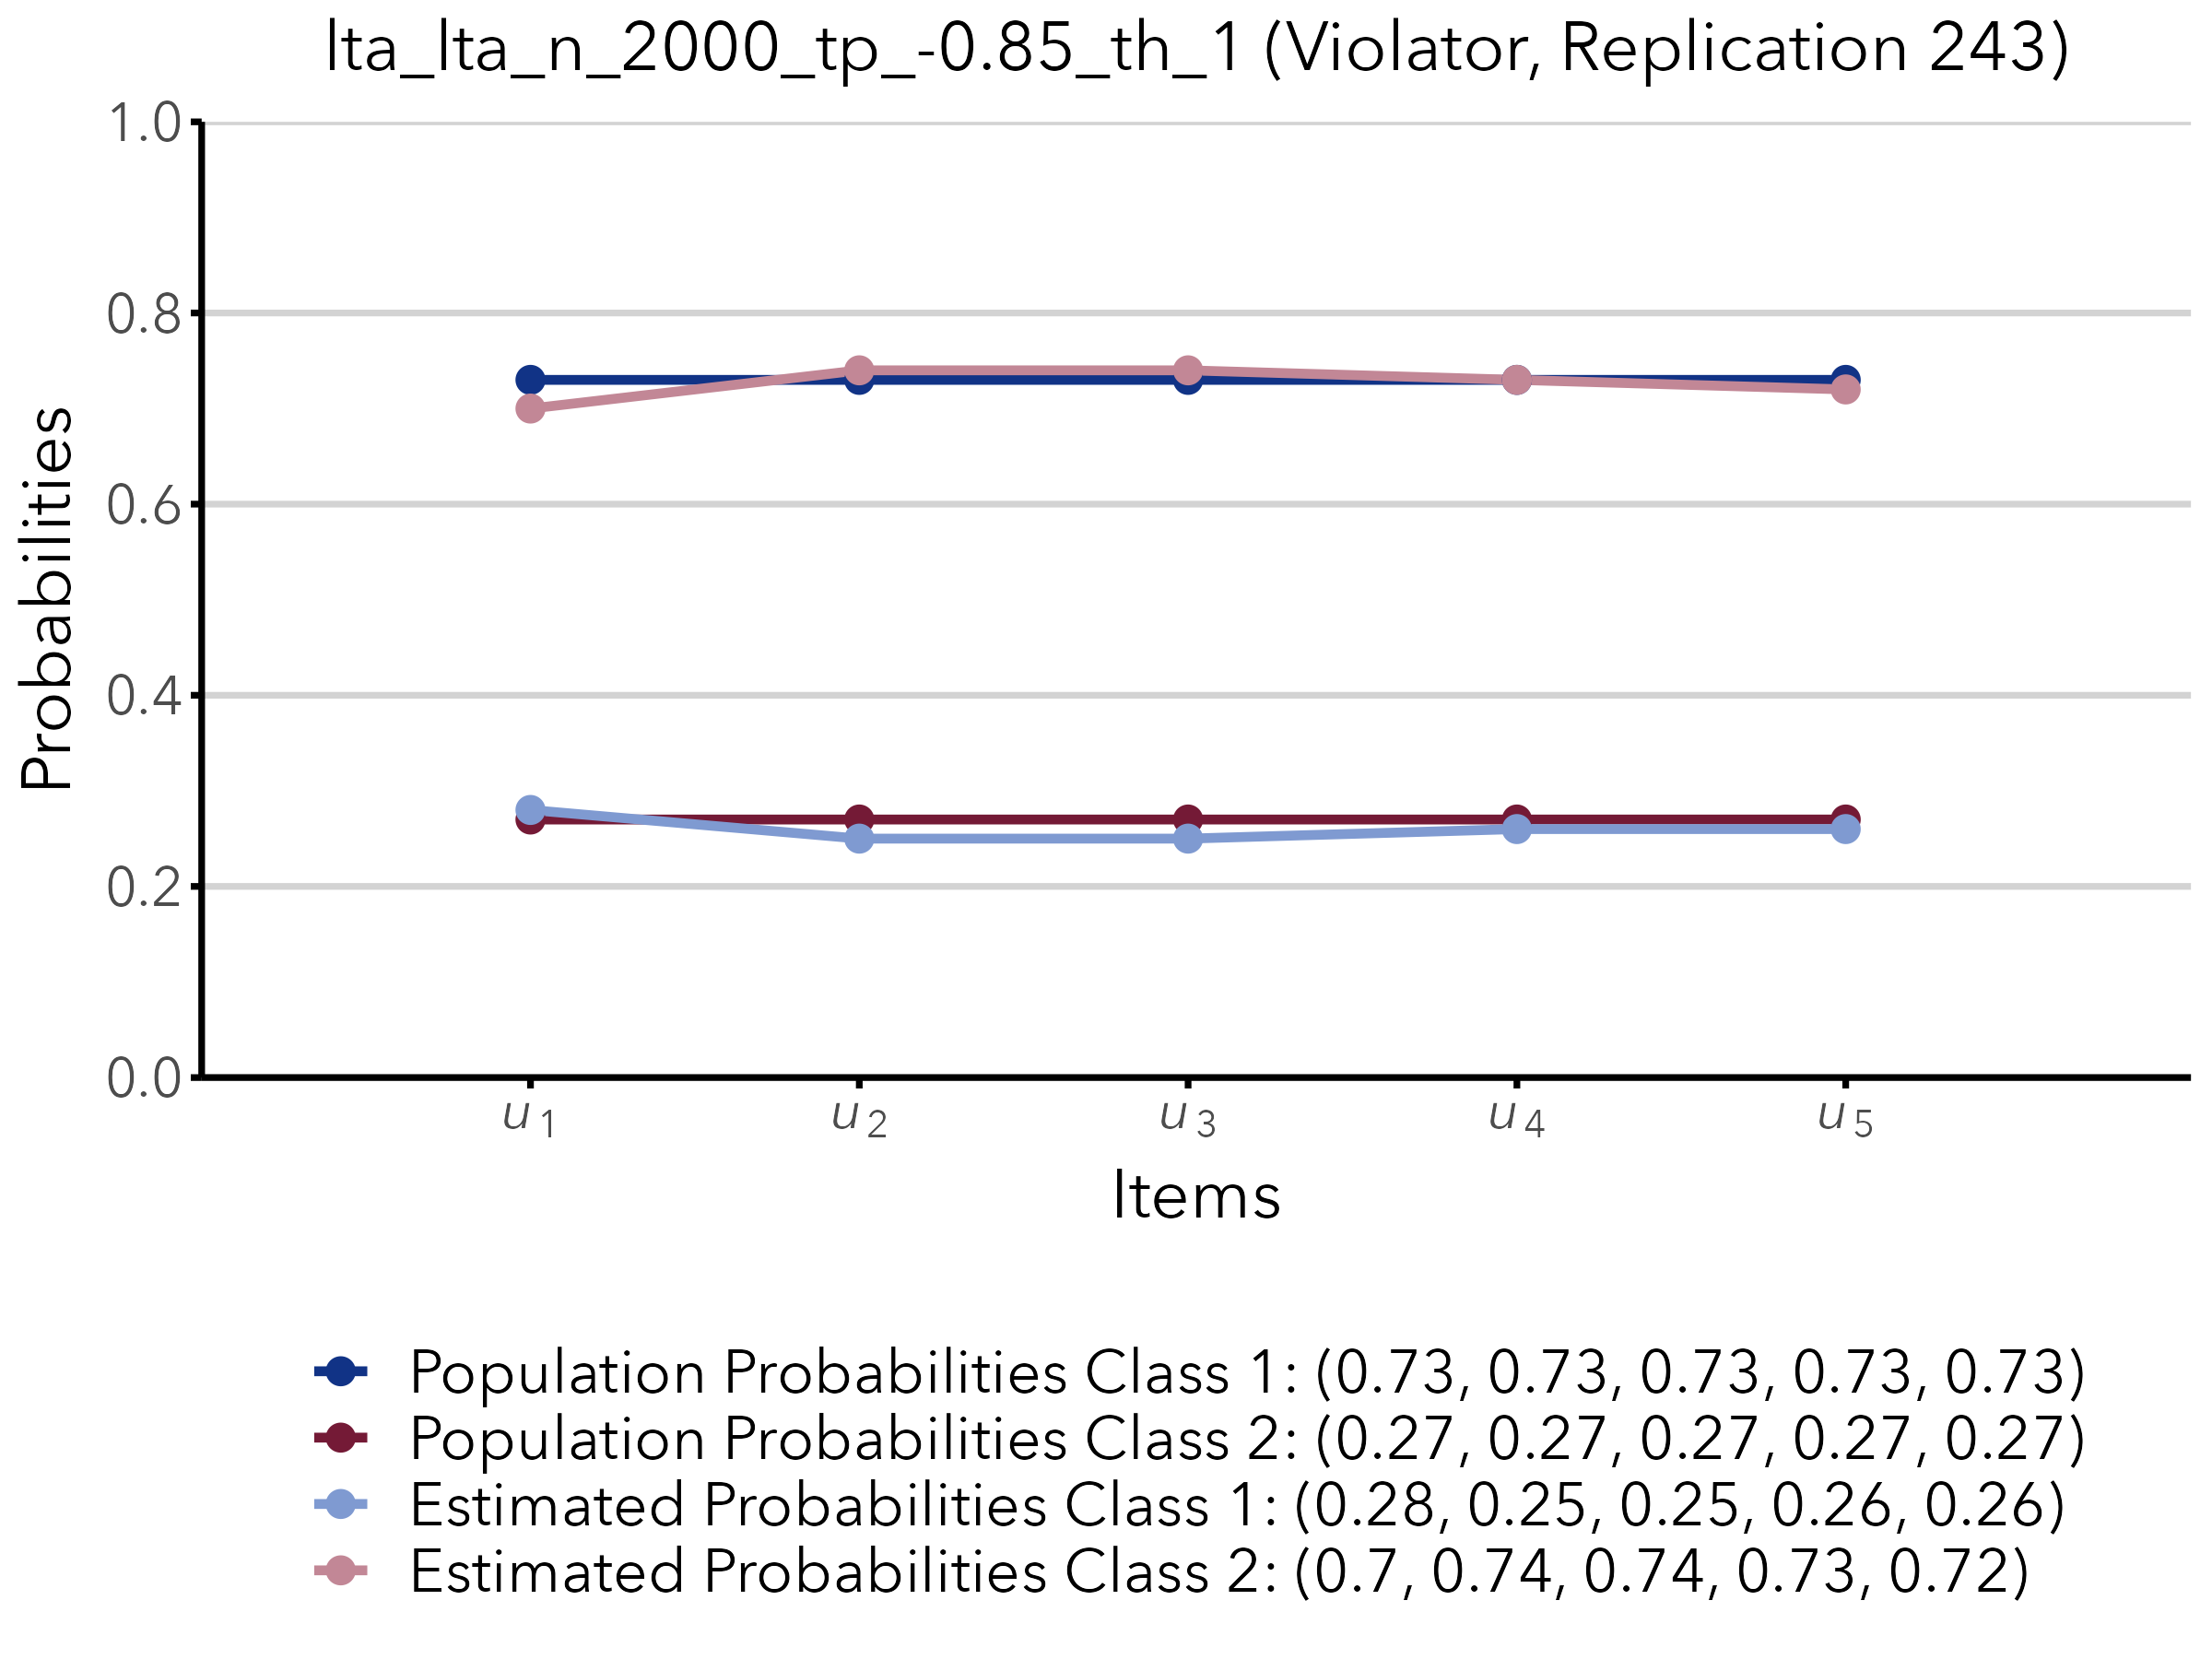 lta_lta_n_2000_tp_-0.85_th_1 (Violator, Replication 243)
1.0
0.8
0.6
0.4
0.2
0.0
Probabilities
u1 u2 u3 u4 u5
Items
Population Probabilities Class 1: (0.73, 0.73, 0.73, 0.73, 0.73)
Population Probabilities Class 2: (0.27, 0.27, 0.27, 0.27, 0.27)
Estimated Probabilities Class 1: (0.28, 0.25, 0.25, 0.26, 0.26)
Estimated Probabilities Class 2: (0.7, 0.74, 0.74, 0.73, 0.72)